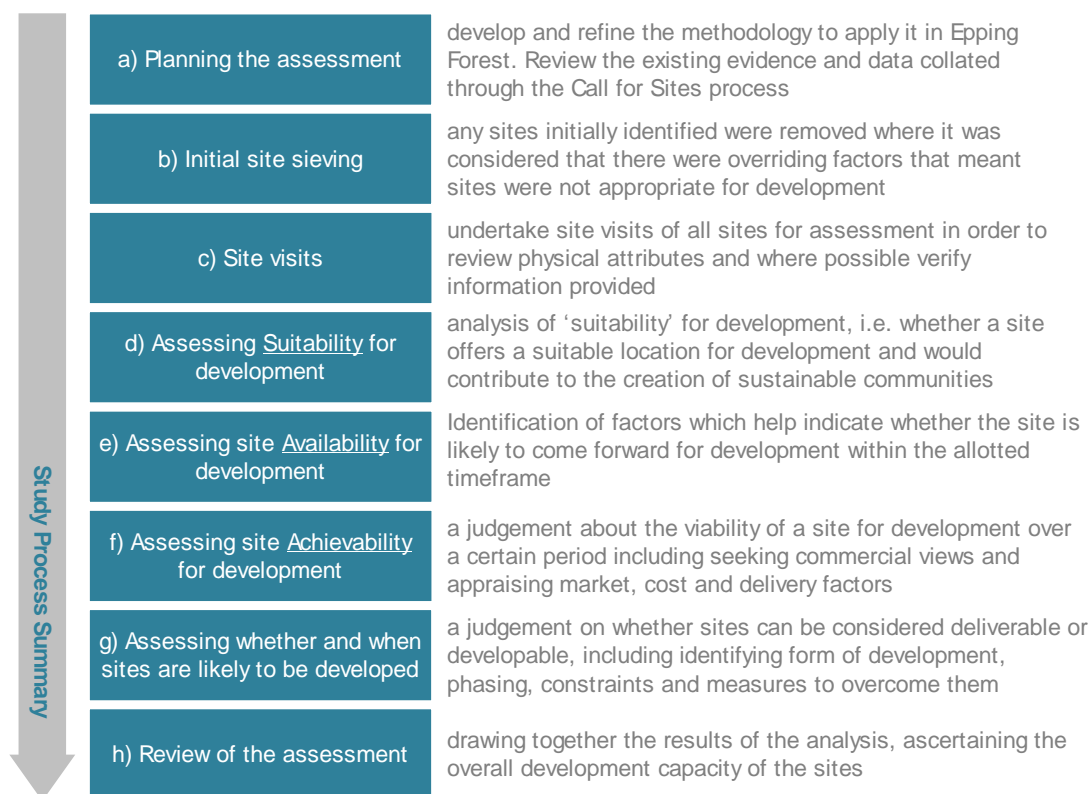 Study Process Summary
a) Planning the assessment
develop and refine the methodology to apply it in Epping
Forest. Review the existing evidence and data collated
through the Call for Sites process
b) Initial site sieving
any sites initially identified were removed where it was
considered that there were overriding factors that meant
sites were not appropriate for development
c) Site visits
undertake site visits of all sites for assessment in order to
review physical attributes and where possible verify
information provided
d) Assessing Suitability for
development
analysis of ‘suitability’ for development, i.e. whether a site
offers a suitable location for development and would
contribute to the creation of sustainable communities
e) Assessing site Availability for
development
Identification of factors which help indicate whether the site is
likely to come forward for development within the allotted
timeframe
f) Assessing site Achievability
for development
a judgement about the viability of a site for development over
a certain period including seeking commercial views and
appraising market, cost and delivery factors
g) Assessing whether and when
sites are likely to be developed
a judgement on whether sites can be considered deliverable or
developable, including identifying form of development,
phasing, constraints and measures to overcome them
h) Review of the assessment
drawing together the results of the analysis, ascertaining the
overall development capacity of the sites